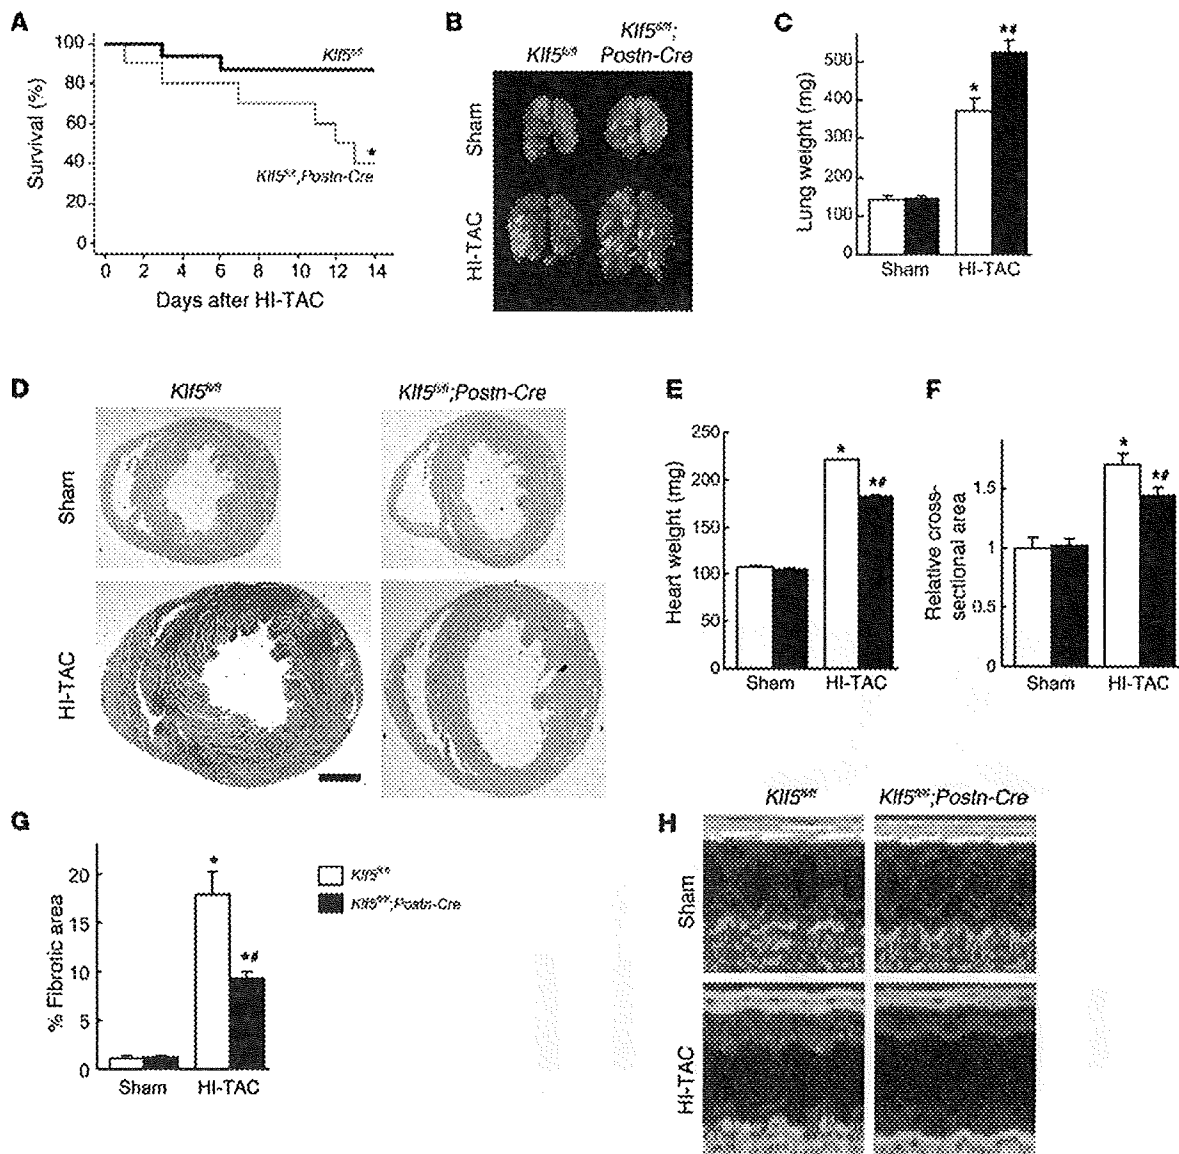 A
100
80
60
40
20
0
Survival (%)
Klf5fl/fl
*
Klf5fl/fl;Postn-Cre
0 2 4 6 8 10 12 14
Days after HI-TAC
B
Klf5fl/fl
Klf5fl/fl;
Postn-Cre
Sham
HI-TAC
C
Lung weight (mg)
500
400
300
200
100
0
*
*#
Sham HI-TAC
D
Klf5fl/fl
Klf5fl/fl;Postn-Cre
Sham
HI-TAC
E
Heart weight (mg)
250
200
150
100
50
0
*
*#
Sham HI-TAC
F
Relative cross-
sectional area
1.5
1
0.5
0
*
*#
Sham HI-TAC
G
% Fibrotic area
20
15
10
5
0
*
*#
Sham HI-TAC
Klf5fl/fl
Klf5fl/fl;Postn-Cre
H
Klf5fl/fl
Klf5fl/fl;Postn-Cre
Sham
HI-TAC